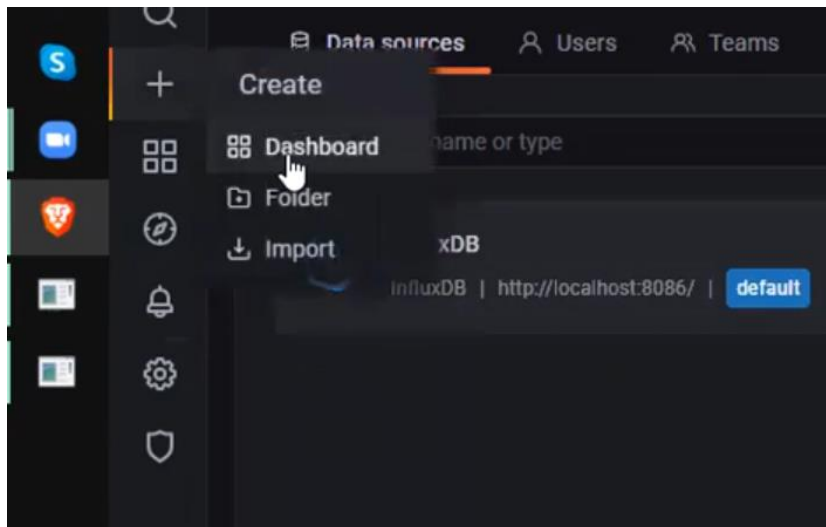 Data sources Users Teams
Create
Dashboard
name or type
Folder
Import
xDB
InfluxDB | http://localhost:8086/ | default
S